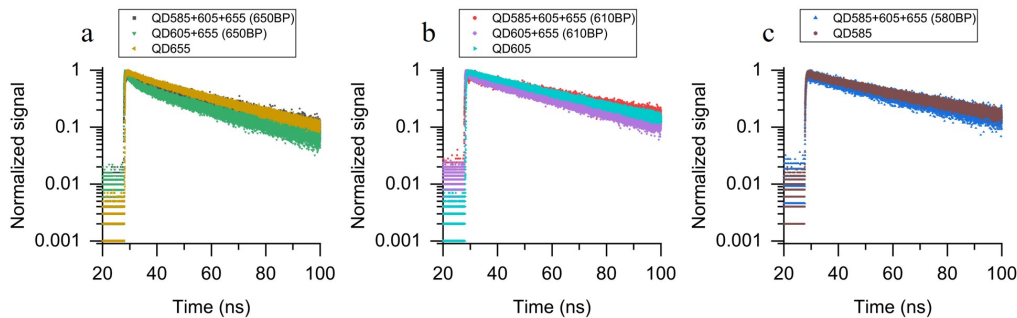 a
QD585+605+655 (650BP)
QD605+655 (650BP)
QD655
Normalized signal
1
0.1
0.01
0.001
20 40 60 80 100
Time (ns)
b
QD585+605+655 (610BP)
QD605+655 (610BP)
QD605
Normalized signal
1
0.1
0.01
0.001
20 40 60 80 100
Time (ns)
c
QD585+605+655 (580BP)
QD585
Normalized signal
1
0.1
0.01
0.001
20 40 60 80 100
Time (ns)